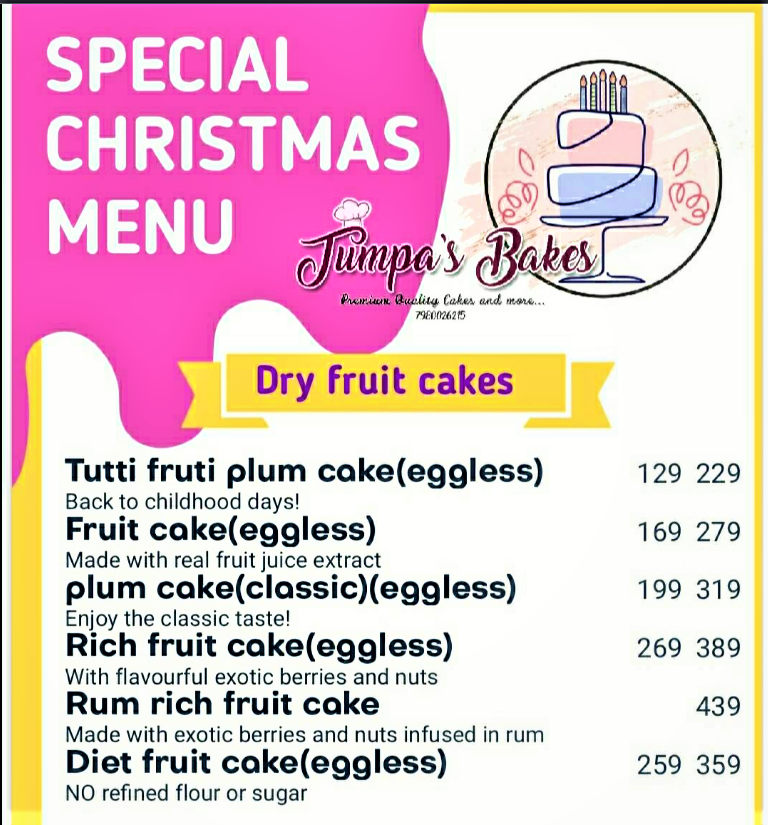 SPECIAL
CHRISTMAS
MENU
Jumpa's Bakes
Premium Quality Cakes and more...
7980026215
Dry fruit cakes
Tutti fruti plum cake(eggless) 129 229
Back to childhood days!
Fruit cake(eggless) 169 279
Made with real fruit juice extract
plum cake(classic)(eggless) 199 319
Enjoy the classic taste!
Rich fruit cake(eggless) 269 389
With flavourful exotic berries and nuts
Rum rich fruit cake 439
Made with exotic berries and nuts infused in rum
Diet fruit cake(eggless) 259 359
NO refined flour or sugar